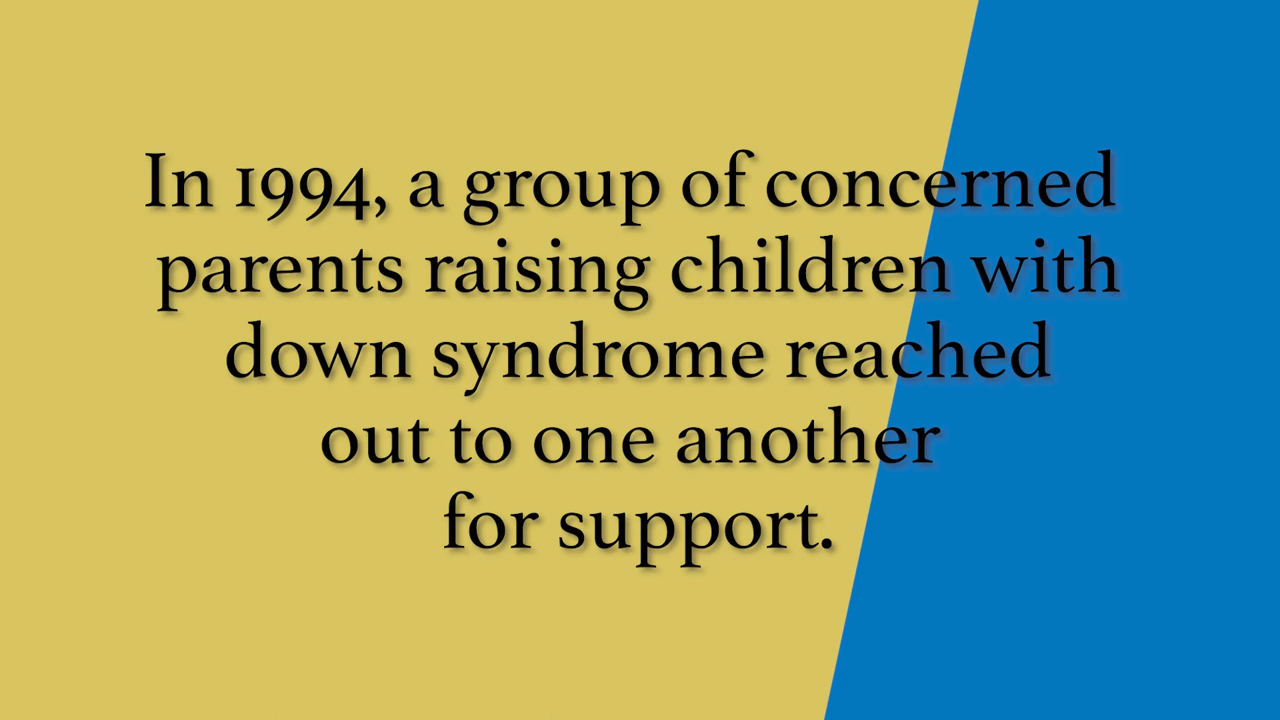 In 1994, a group of concerned
parents raising children with
down syndrome reached
out to one another
for support.